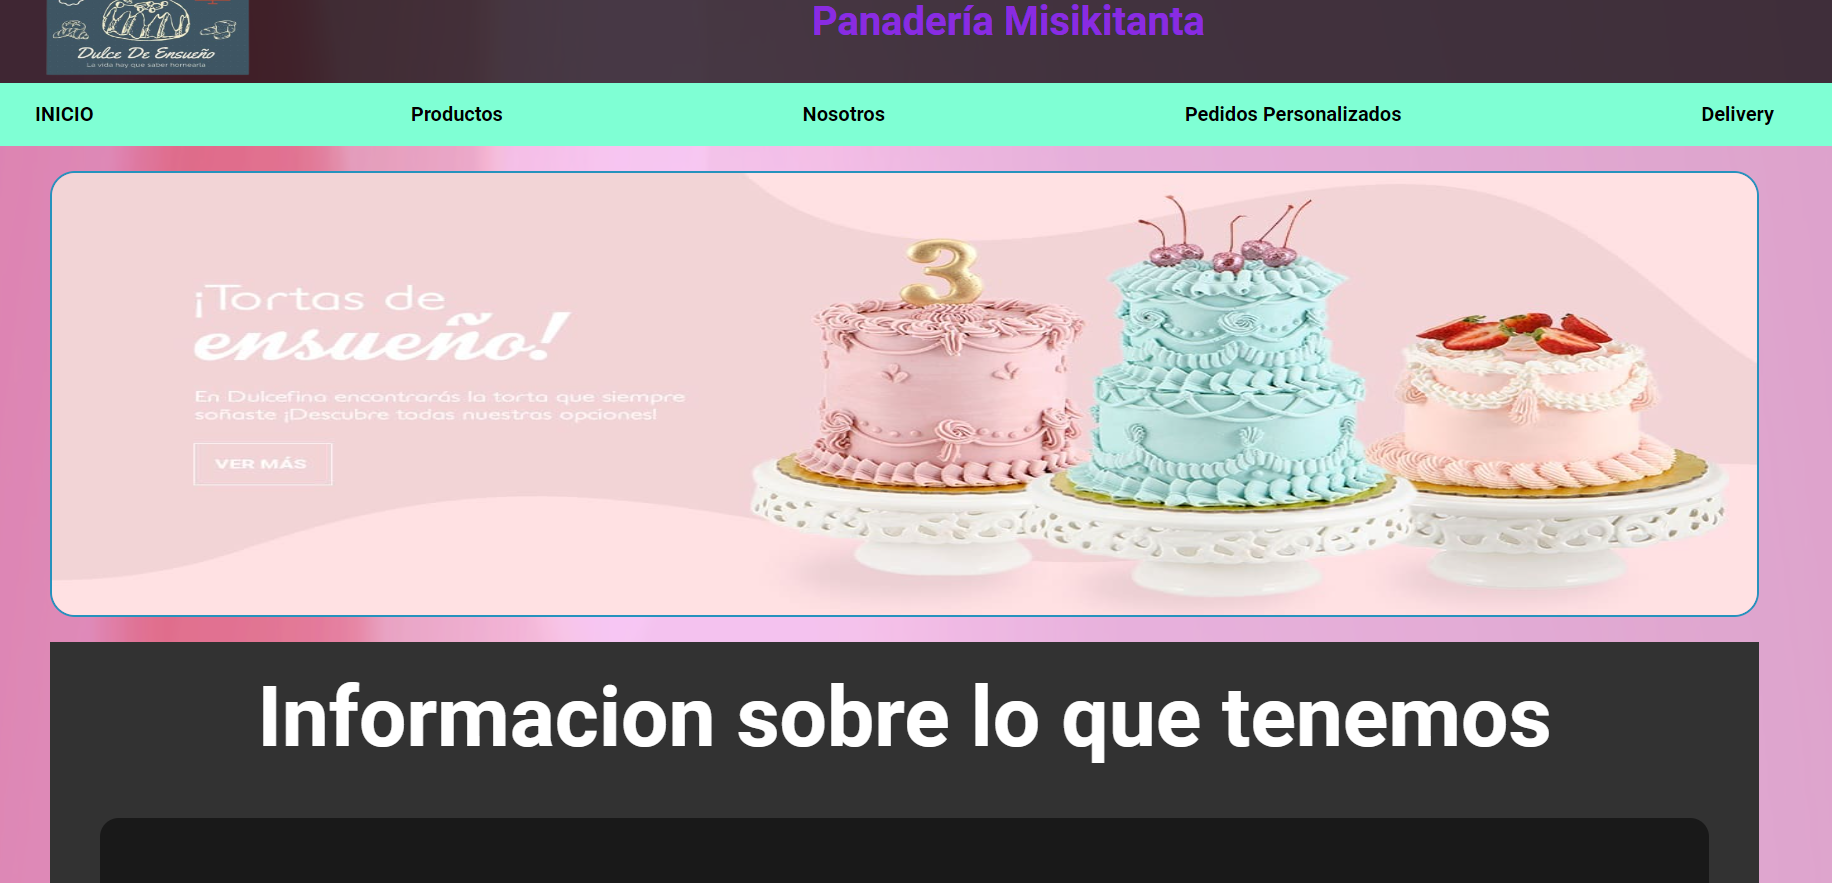 Panadería Misikitanta
Dulce De Ensueño
La vida hay que saber hornearla
INICIO
Productos
Nosotros
Pedidos Personalizados
Delivery
3
¡Tortas de
ensueño!
En Dulcefina encontrarás la torta que siempre
soñaste ¡Descubre todas nuestras opciones!
VER MÁS
Informacion sobre lo que tenemos